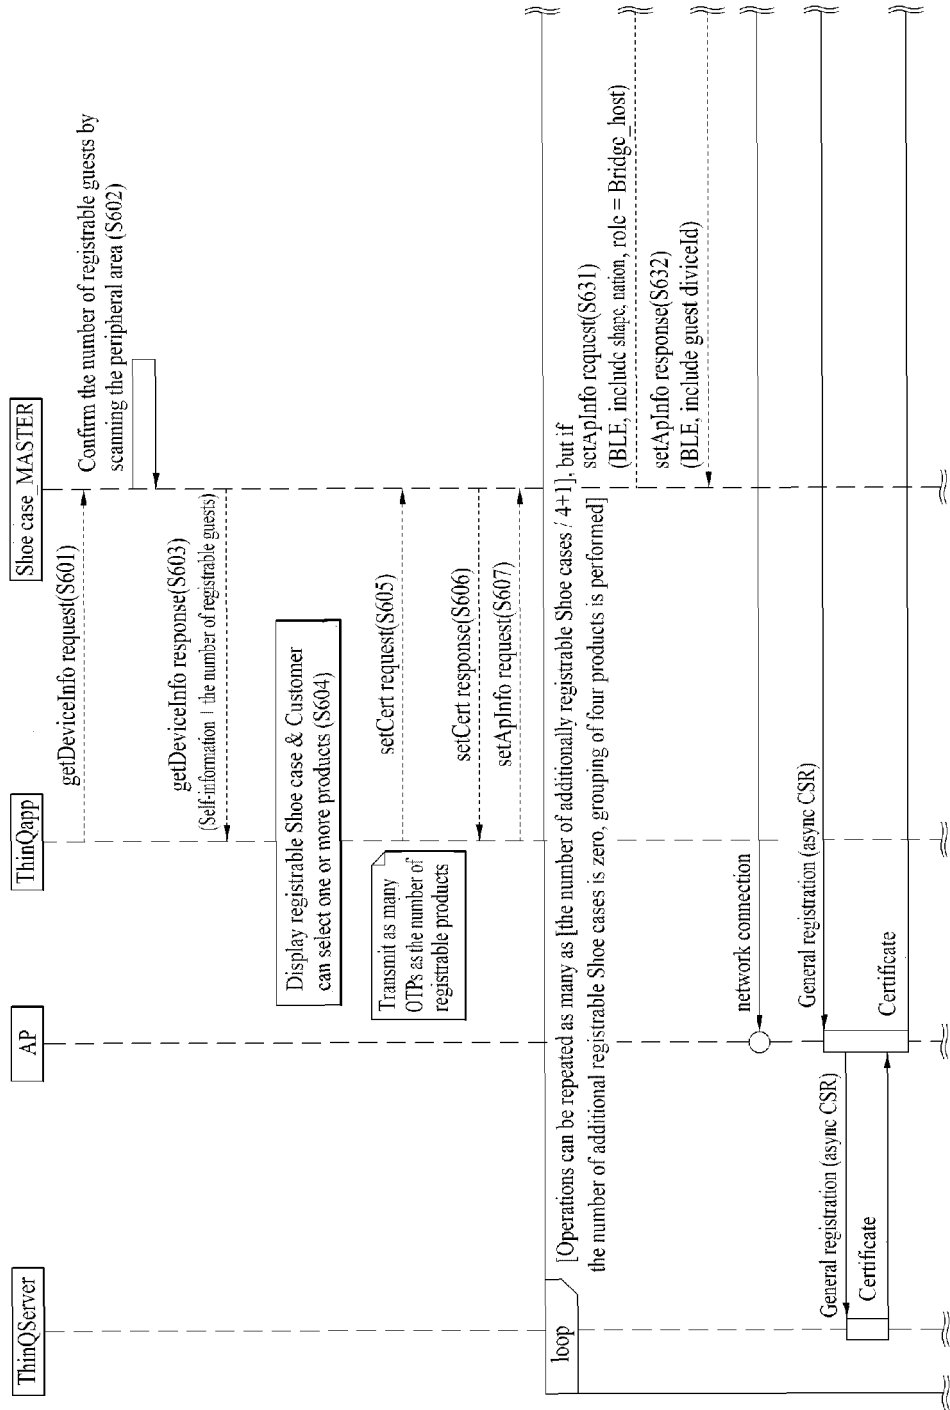 ThinQServer
AP
ThinQapp
Shoe case_MASTER
getDeviceInfo request(S601)
Confirm the number of registrable guests by
scanning the peripheral area (S602)
getDeviceInfo response(S603)
(Self-information | the number of registrable guests)
Display registrable Shoe case & Customer
can select one or more products (S604)
Transmit as many
OTPs as the number of
registrable products
setCert request(S605)
setCert response(S606)
setApInfo request(S607)
loop
[Operations can be repeated as many as [the number of additionally registrable Shoe cases / 4+1], but if
the number of additional registrable Shoe cases is zero, grouping of four products is performed]
setApInfo request(S631)
(BLE, include shape, nation, role = Bridge_host)
setApInfo response(S632)
(BLE, include guest diviceId)
network connection
General registration (async CSR)
General registration (async CSR)
Certificate
Certificate